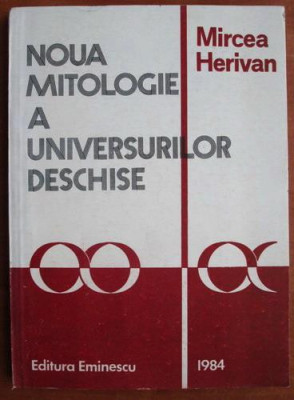 NOUA
MITOLOGIE
A
UNIVERSURILOR
DESCHISE
Mircea
Herivan
Editura Eminescu
1984